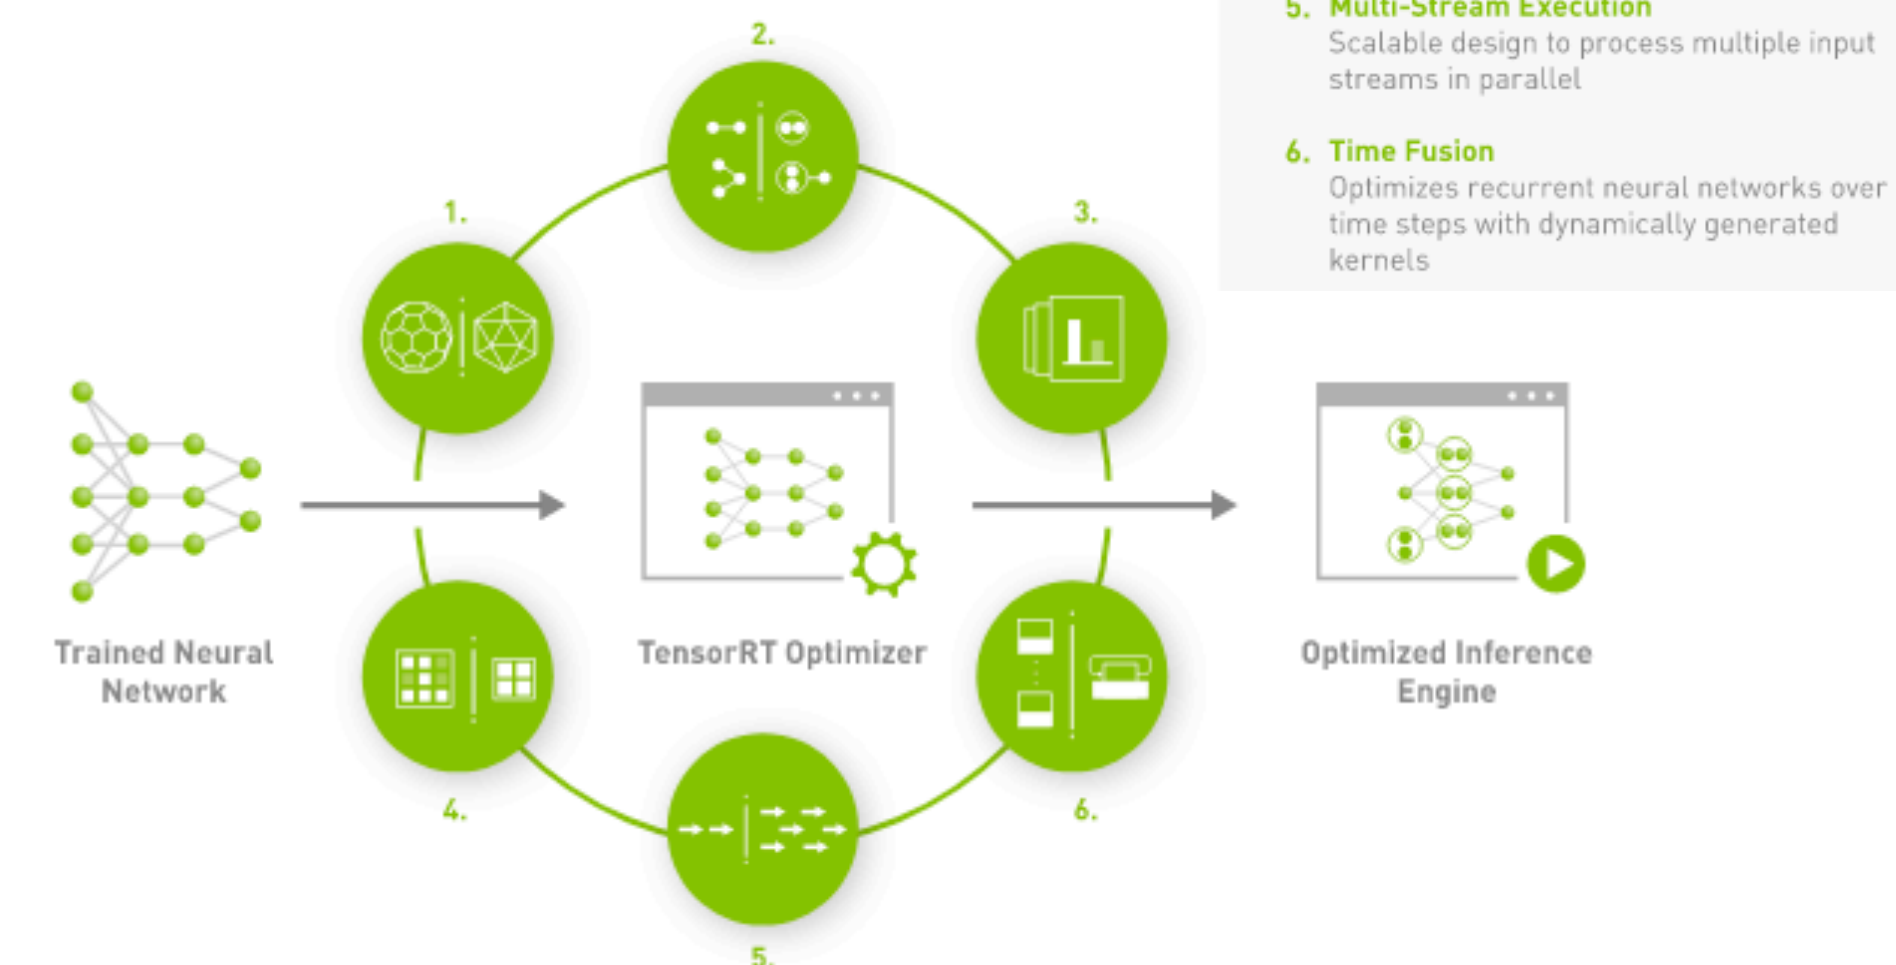 5. Multi-Stream Execution
Scalable design to process multiple input
streams in parallel
6. Time Fusion
Optimizes recurrent neural networks over
time steps with dynamically generated
kernels
2.
1.
3.
Trained Neural
Network
TensorRT Optimizer
Optimized Inference
Engine
4.
6.
5.